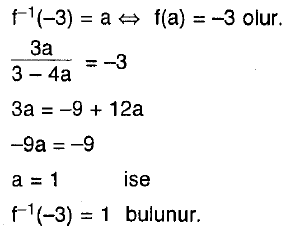 f⁻¹(−3) = a ⇔ f(a) = −3 olur.
3a / 3 − 4a = −3
3a = −9 + 12a
−9a = −9
a = 1 ise
f⁻¹(−3) = 1 bulunur.